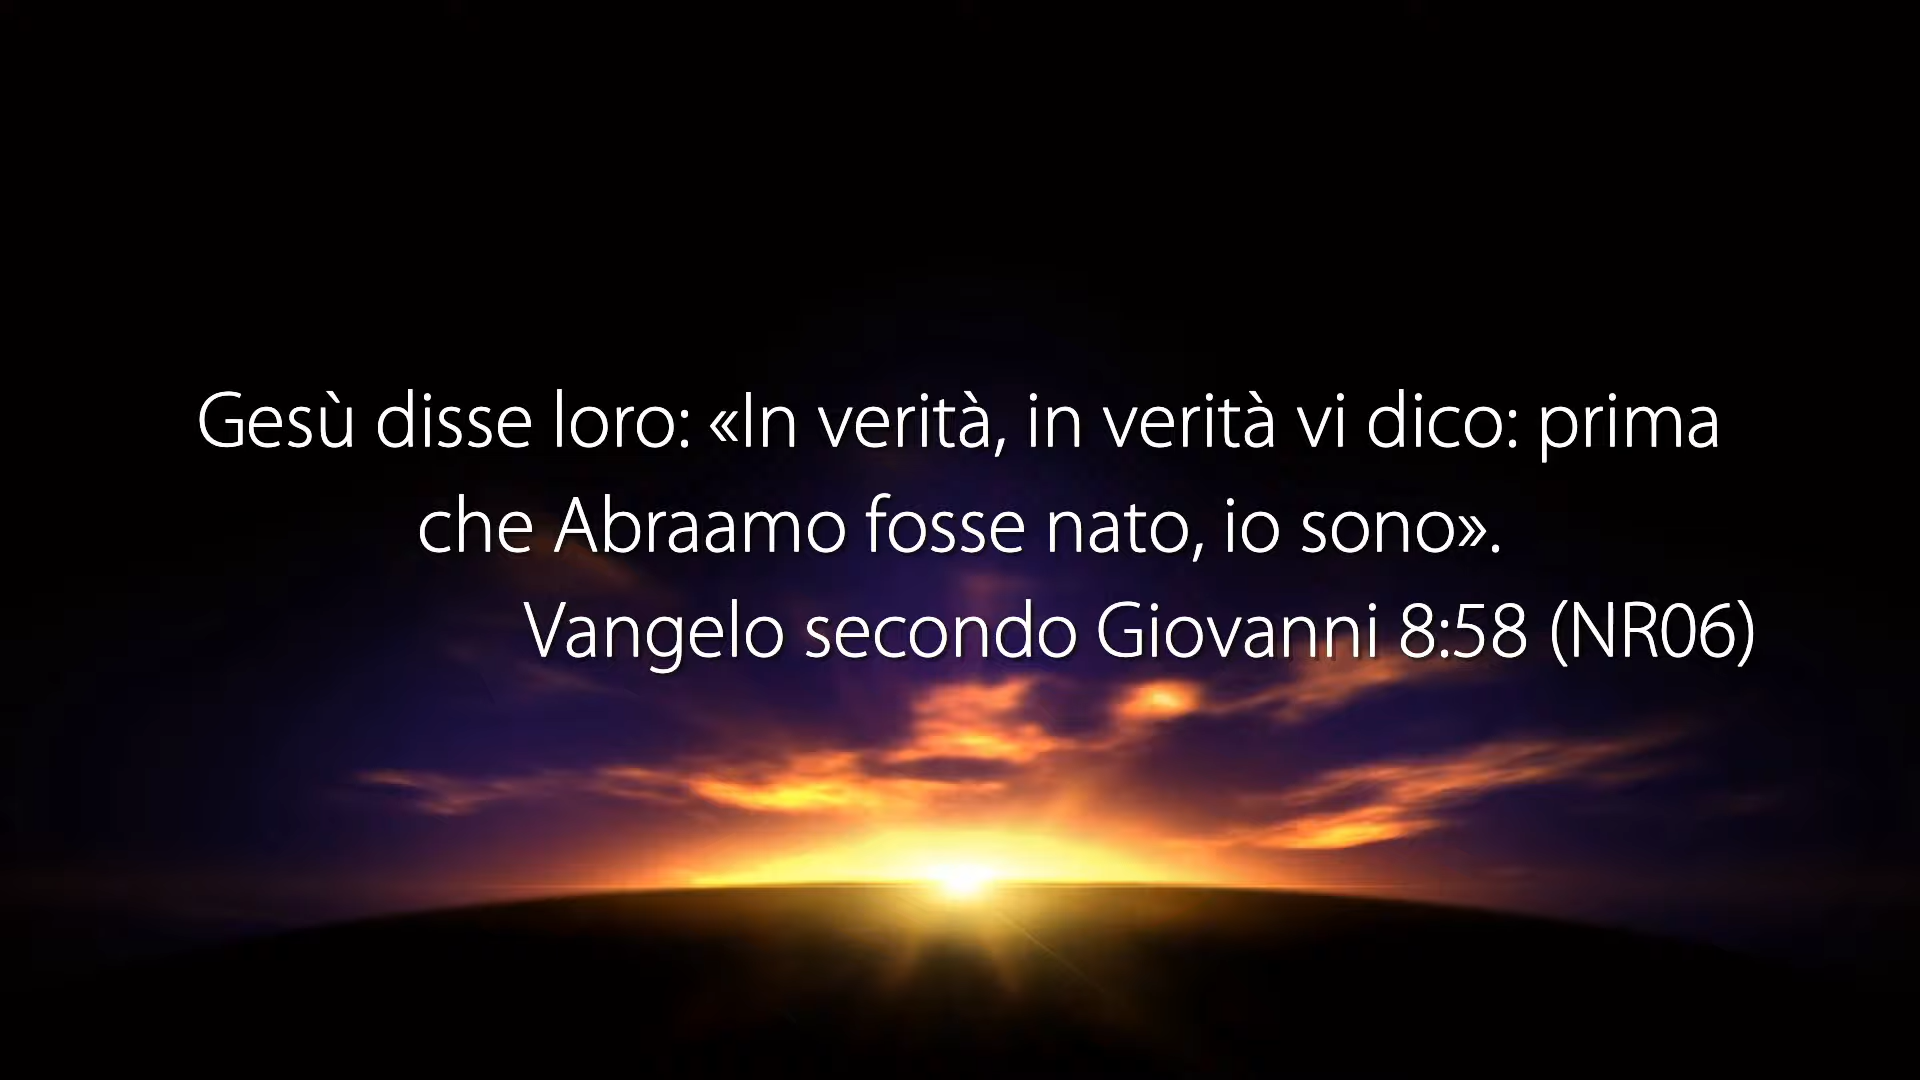 Gesù disse loro: «In verità, in verità vi dico: prima
che Abraamo fosse nato, io sono».
Vangelo secondo Giovanni 8:58 (NR06)